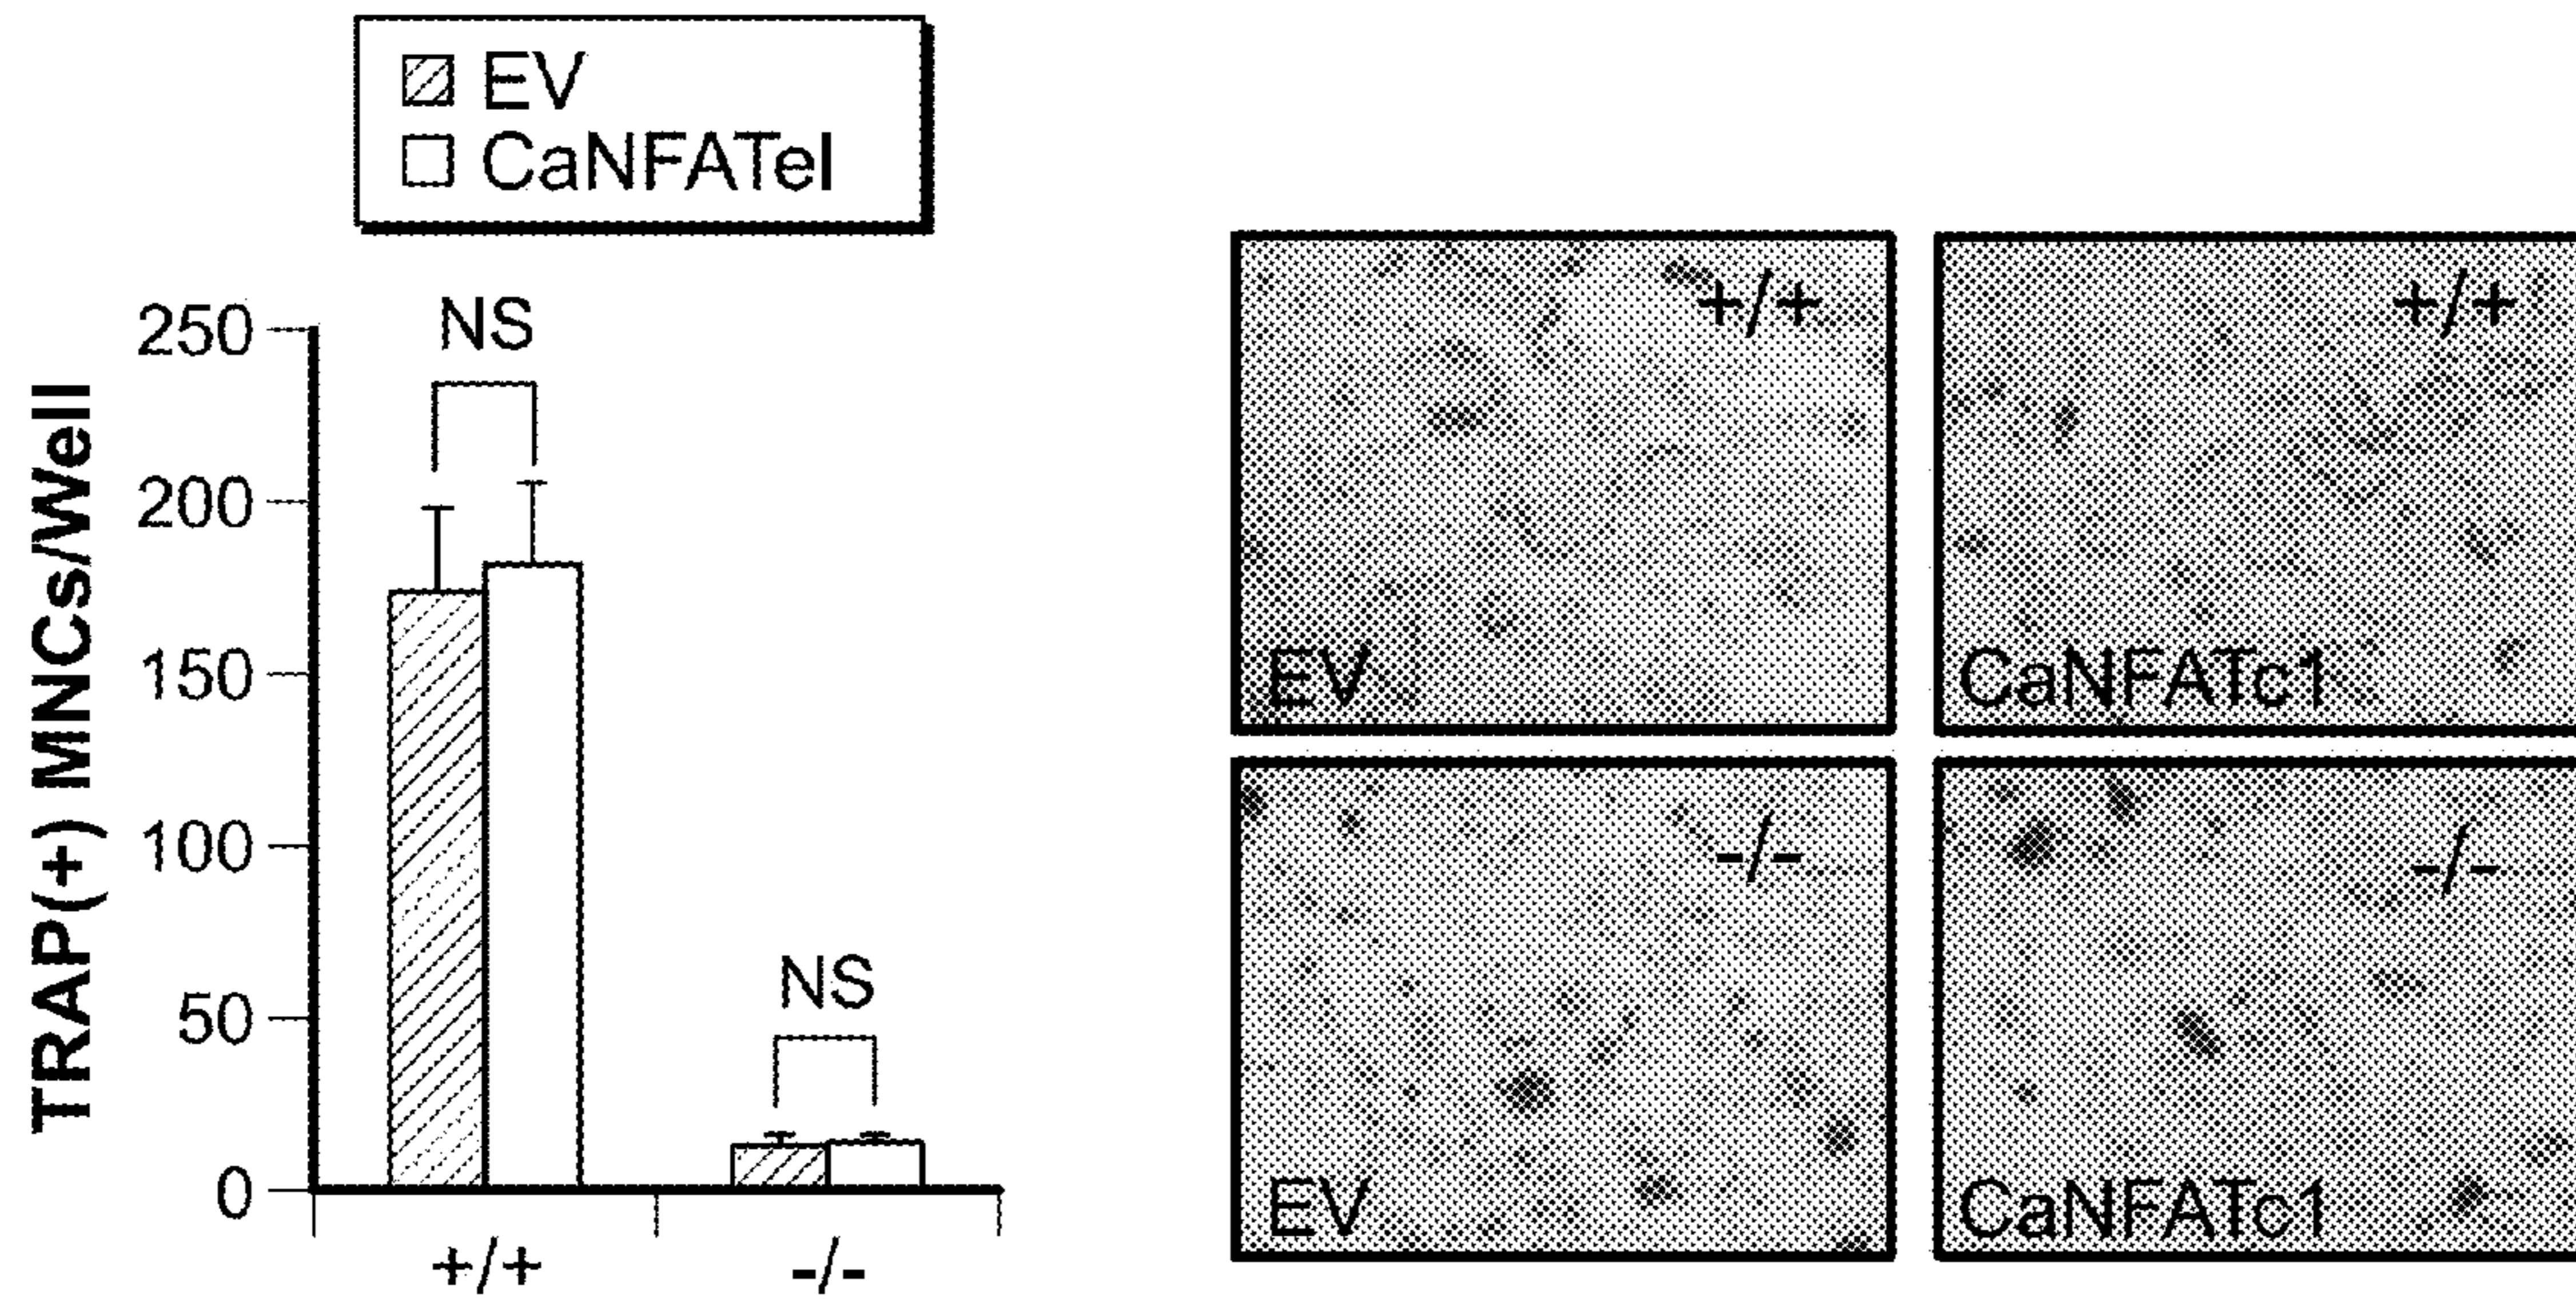 EV
CaNFATel
TRAP(+) MNCs/Well
250
200
150
100
50
0
NS
NS
+/+
-/-
+/+
EV
+/+
CaNFATc1
-/-
EV
-/-
CaNFATc1